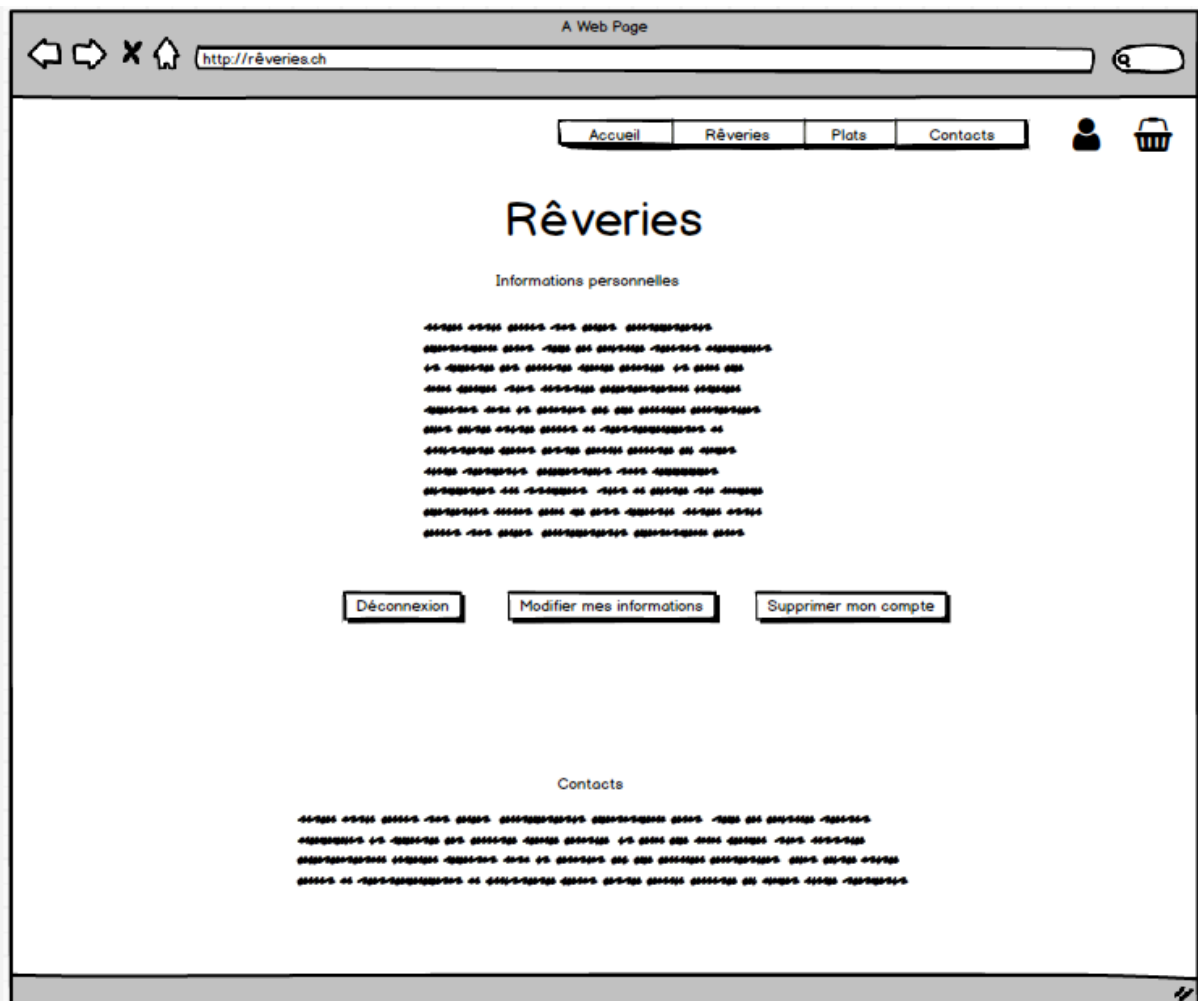 A Web Page
http://rêveries.ch
Accueil Rêveries Plats Contacts
Rêveries
Informations personnelles
Déconnexion Modifier mes informations Supprimer mon compte
Contacts